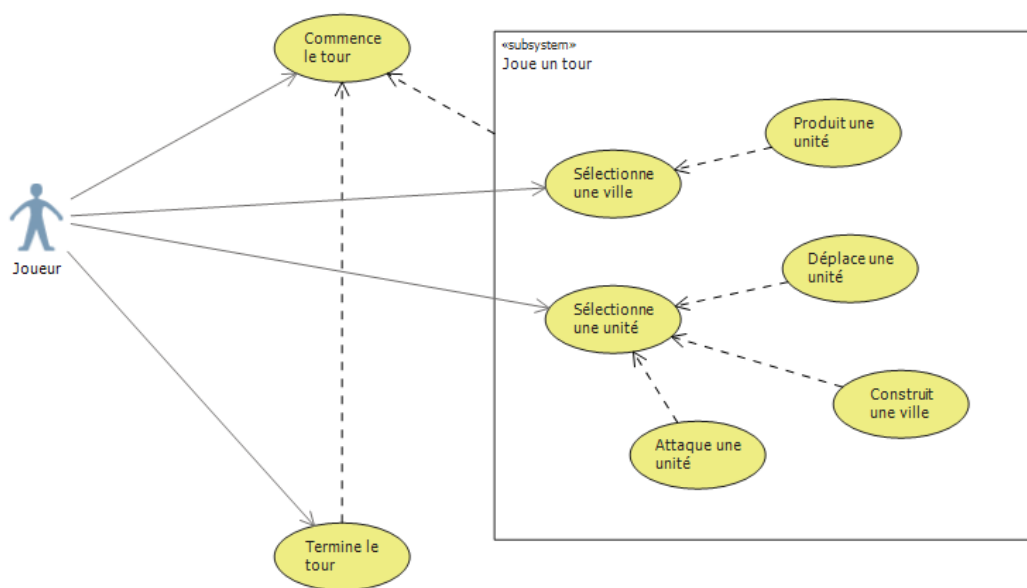 Commence
le tour
«subsystem»
Joue un tour
Produit une
unité
Sélectionne
une ville
Joueur
Déplace une
unité
Sélectionne
une unité
Construit
une ville
Attaque une
unité
Termine le
tour